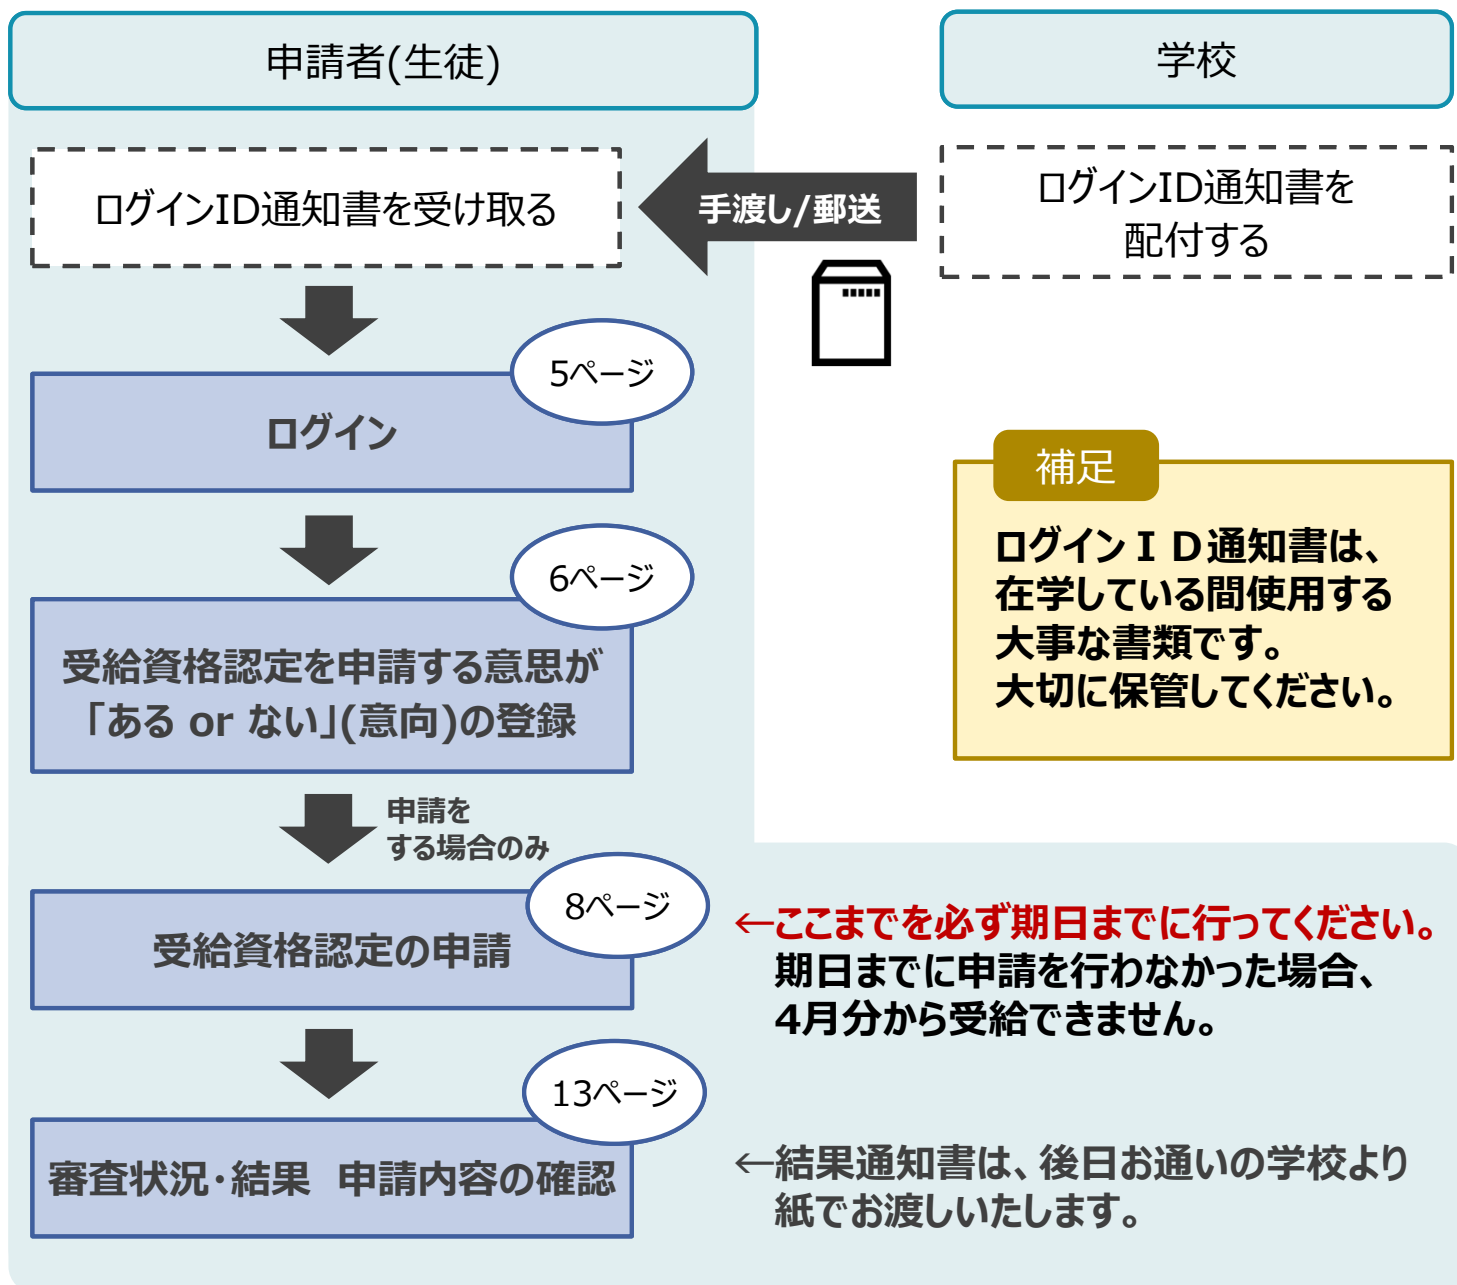 申請者(生徒)
学校
ログインID通知書を受け取る
手渡し/郵送
ログインID通知書を
配付する
5ページ
ログイン
補足
ログインＩＤ通知書は、
在学している間使用する
大事な書類です。
大切に保管してください。
6ページ
受給資格認定を申請する意思が
「ある or ない」(意向)の登録
申請を
する場合のみ
8ページ
受給資格認定の申請
←ここまでを必ず期日までに行ってください。
期日までに申請を行わなかった場合、
4月分から受給できません。
13ページ
審査状況・結果　申請内容の確認
←結果通知書は、後日お通いの学校より
紙でお渡しいたします。